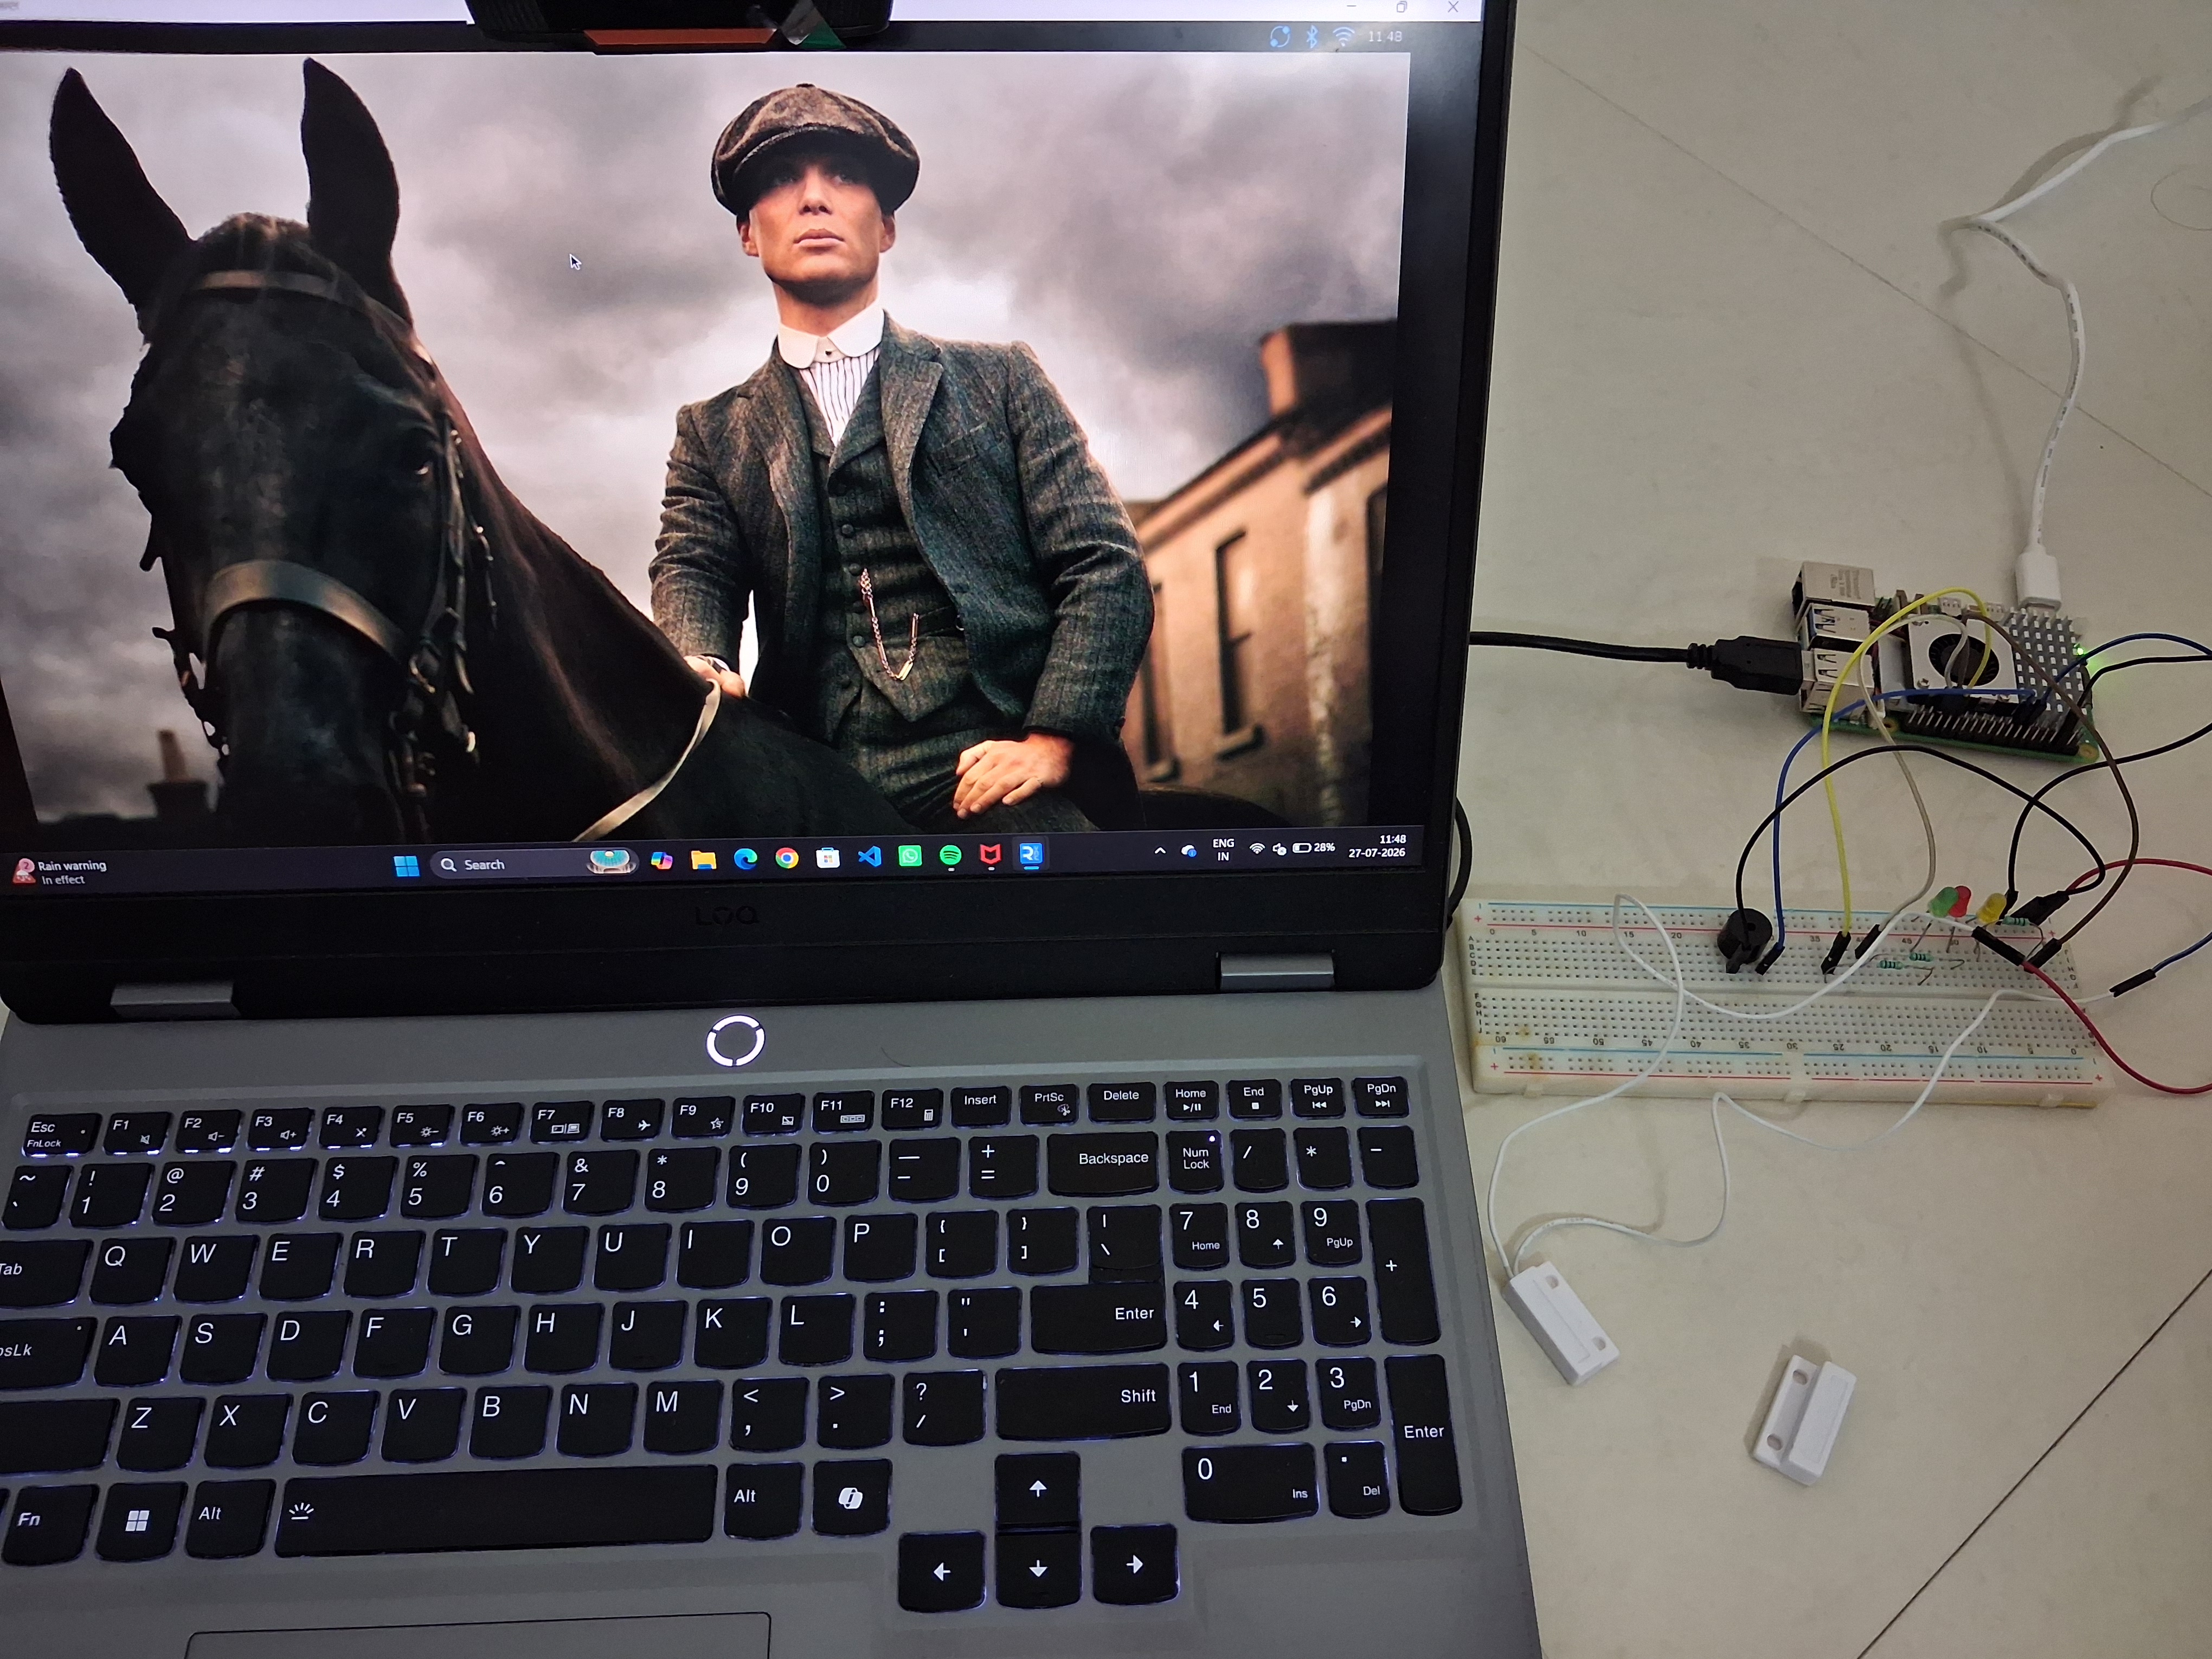 11:48
Rain warning
In effect
Search
ENG
IN
28%
11:48
27-07-2026
LOQ
Esc
FnLock
F1
F2
F3
F4
F5
F6
F7
F8
F9
F10
F11
F12
Insert
PrtSc
Delete
Home
End
PgUp
PgDn
~ `
! 1
@ 2
# 3
$ 4
% 5
^ 6
& 7
* 8
( 9
) 0
_ -
+ =
Backspace
Num
Lock
/
*
-
Tab
Q W E R T Y U I O P
{ [
} ]
| \
7 Home
8
9 PgUp
+
psLk
A S D F G H J K L
: ;
" '
Enter
4
5
6
Z X C V B N M
< ,
> .
? /
Shift
1 End
2
3 PgDn
Enter
Fn
Alt
Alt
0 Ins
. Del